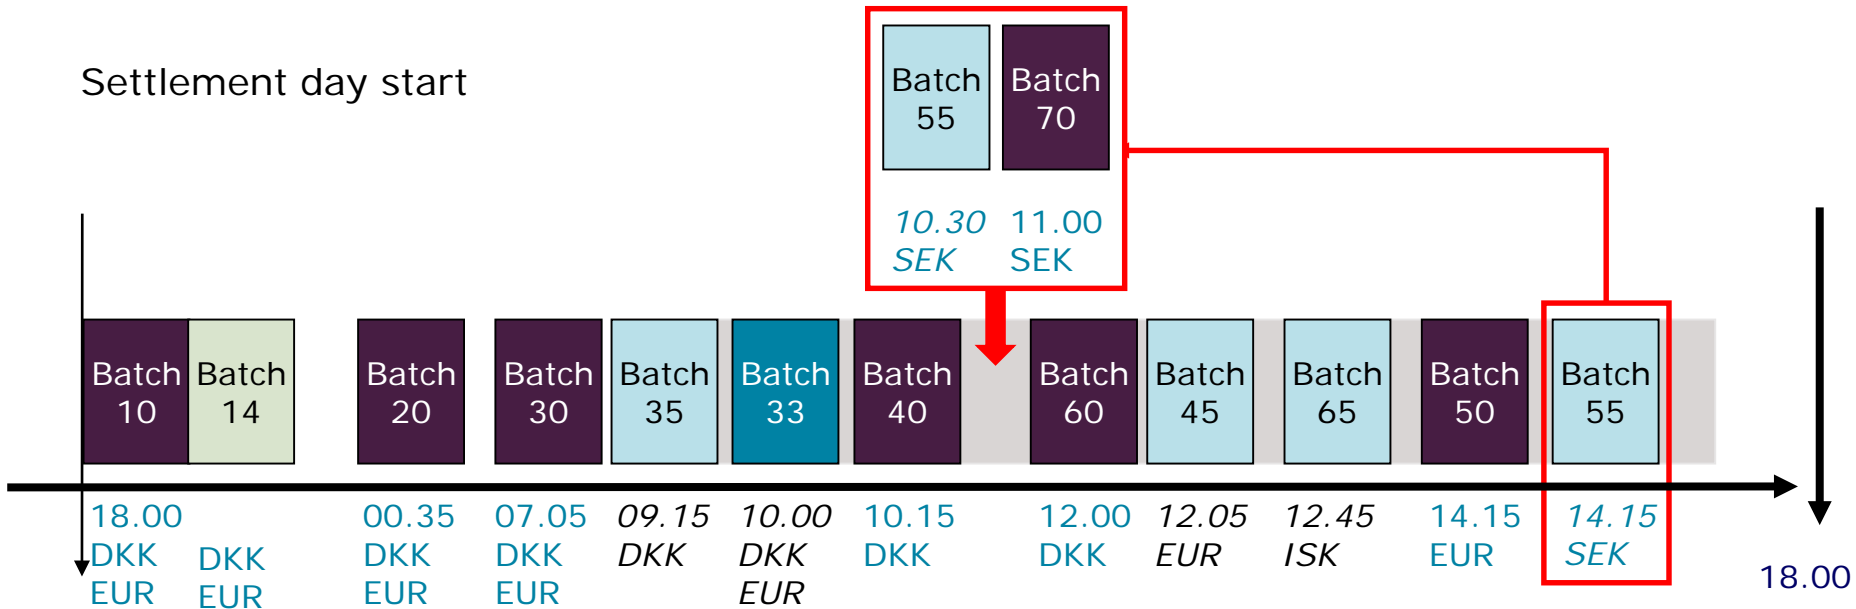 Settlement day start
Batch
55
Batch
70
10.30
SEK
11.00
SEK
Batch
10
Batch
14
Batch
20
Batch
30
Batch
35
Batch
33
Batch
40
Batch
60
Batch
45
Batch
65
Batch
50
Batch
55
18.00
DKK
EUR
DKK
EUR
00.35
DKK
EUR
07.05
DKK
EUR
09.15
DKK
10.00
DKK
EUR
10.15
DKK
12.00
DKK
12.05
EUR
12.45
ISK
14.15
EUR
14.15
SEK
18.00